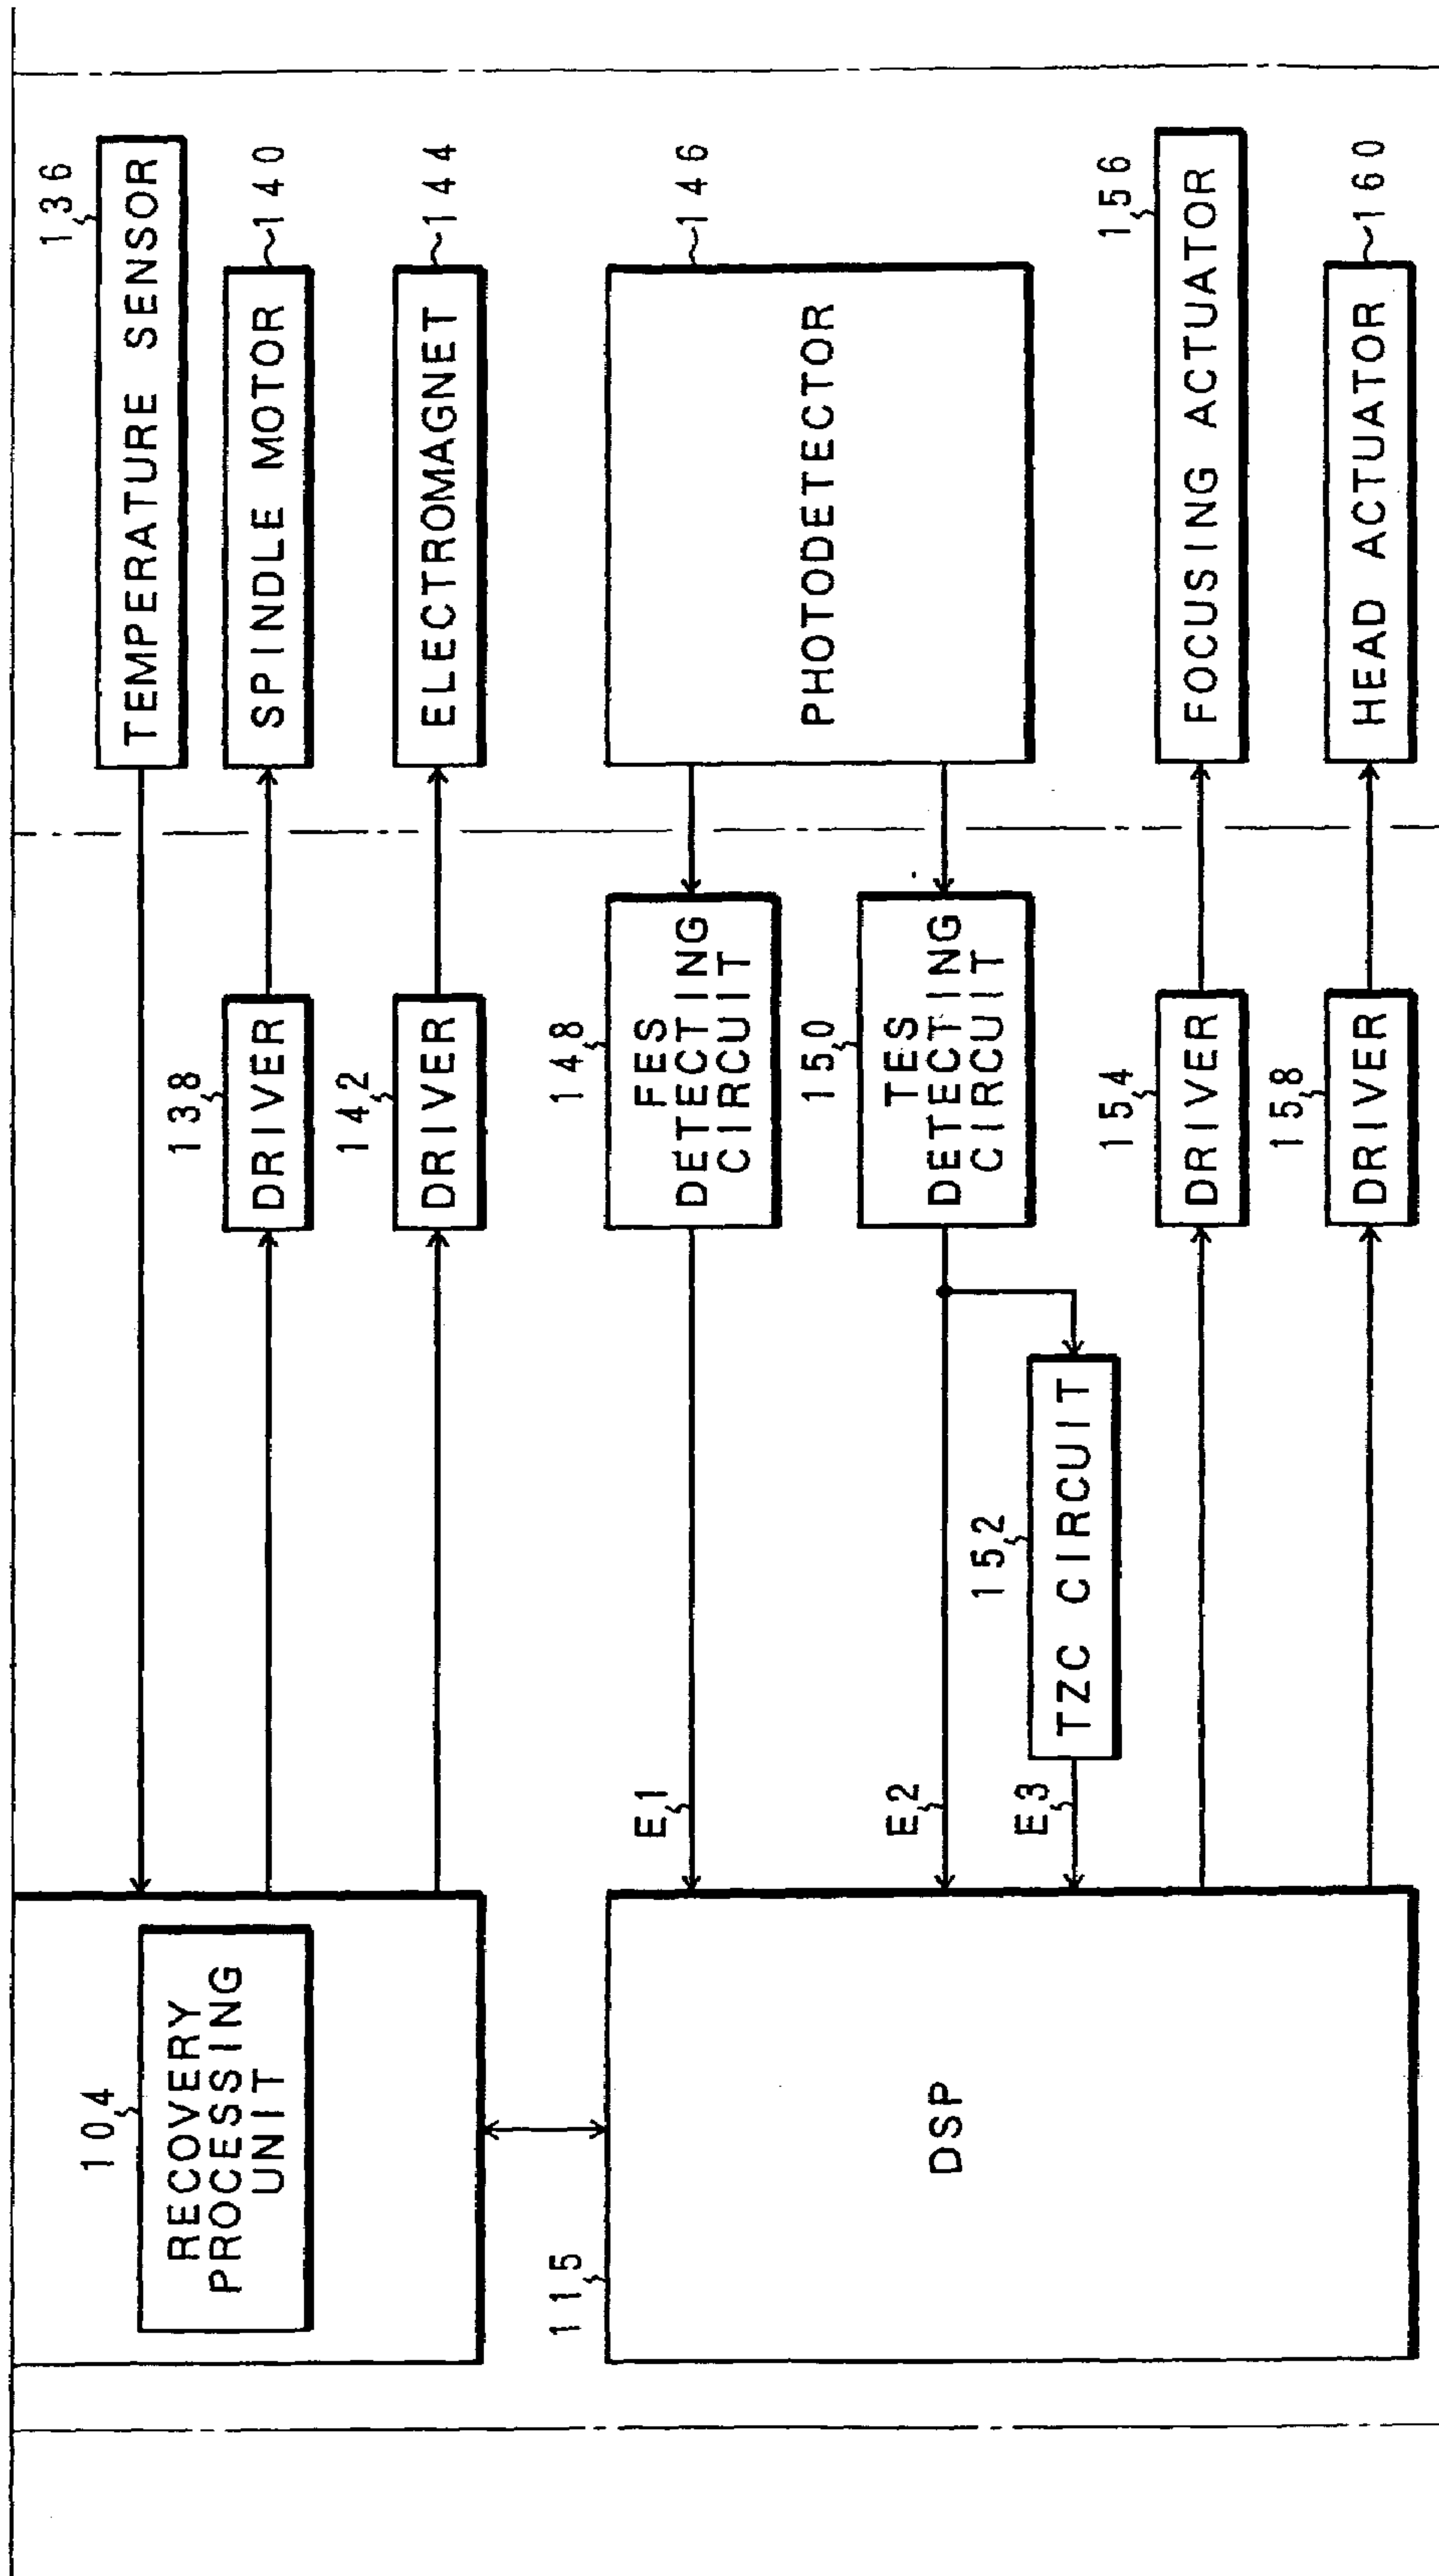 136
TEMPERATURE SENSOR
138
DRIVER
SPINDLE MOTOR
140
104
RECOVERY
PROCESSING
UNIT
142
DRIVER
ELECTROMAGNET
144
115
DSP
E1
148
FES
DETECTING
CIRCUIT
PHOTODETECTOR
146
E2
150
TES
DETECTING
CIRCUIT
E3
152
TZC CIRCUIT
154
DRIVER
156
FOCUSING ACTUATOR
158
DRIVER
HEAD ACTUATOR
160